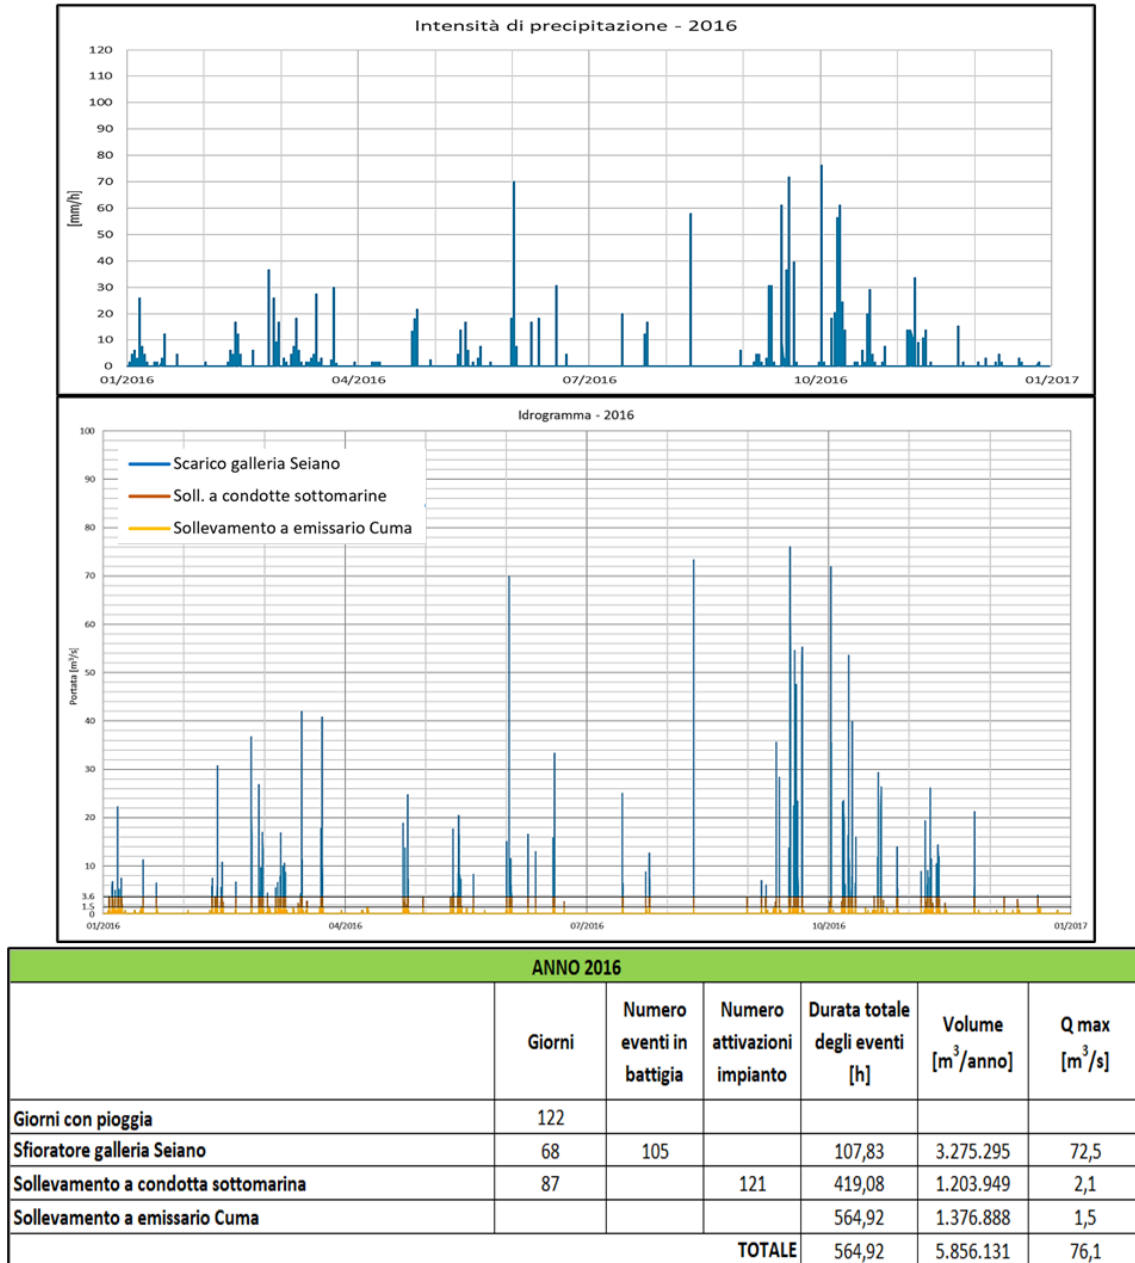 Intensità di precipitazione - 2016
120
110
100
90
80
70
60
50
40
30
20
10
0
[mm/h]
01/2016 04/2016 07/2016 10/2016 01/2017
Idrogramma - 2016
100
90
80
70
60
50
40
30
20
10
3.6
1.5
0
Portata [m³/s]
Scarico galleria Seiano
Soll. a condotte sottomarine
Sollevamento a emissario Cuma
01/2016 04/2016 07/2016 10/2016 01/2017
ANNO 2016
Giorni
Numero eventi in battigia
Numero attivazioni impianto
Durata totale degli eventi [h]
Volume [m³/anno]
Q max [m³/s]
Giorni con pioggia 122
Sfioratore galleria Seiano 68 105 107,83 3.275.295 72,5
Sollevamento a condotta sottomarina 87 121 419,08 1.203.949 2,1
Sollevamento a emissario Cuma 564,92 1.376.888 1,5
TOTALE 564,92 5.856.131 76,1